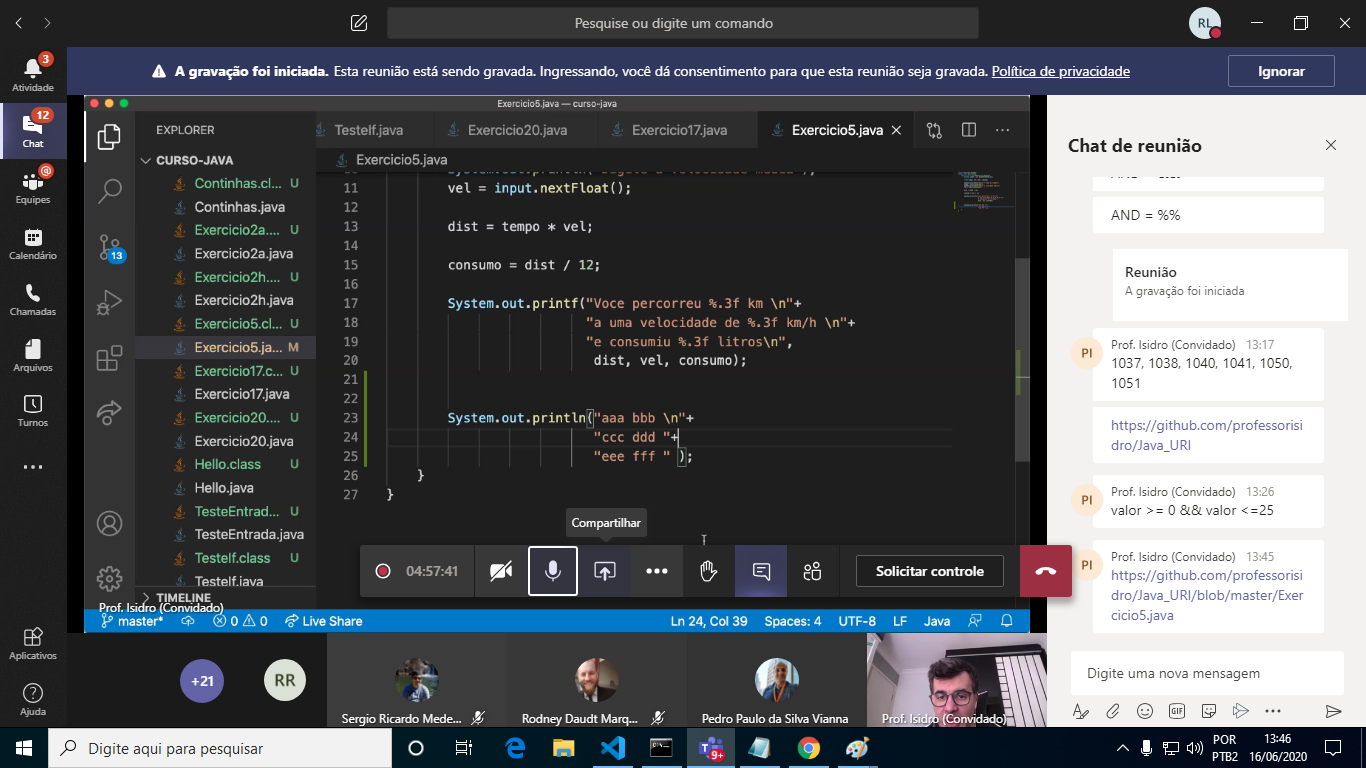 Pesquise ou digite um comando
RL
A gravação foi iniciada. Esta reunião está sendo gravada. Ingressando, você dá consentimento para que esta reunião seja gravada. Política de privacidade
Ignorar
3
Atividade
12
Chat
@
Equipes
Calendário
Chamadas
Arquivos
Turnos
Aplicativos
Ajuda
Exercicio5.java — curso-java
EXPLORER
TesteIf.java
Exercicio20.java
Exercicio17.java
Exercicio5.java
CURSO-JAVA
Continhas.cl... U
Continhas.java
Exercicio2a.... U
Exercicio2a.java
Exercicio2h.... U
Exercicio2h.java
Exercicio5.cl... U
Exercicio5.ja... M
Exercicio17.c... U
Exercicio17.java
Exercicio20.... U
Exercicio20.java
Hello.class U
Hello.java
TesteEntrad... U
TesteEntrada.java
TesteIf.class U
TesteIf.java
TIMELINE
13
Exercicio5.java
11 vel = input.nextFloat();
12
13 dist = tempo * vel;
14
15 consumo = dist / 12;
16
17 System.out.printf("Voce percorreu %.3f km \n"+
18 "a uma velocidade de %.3f km/h \n"+
19 "e consumiu %.3f litros\n",
20 dist, vel, consumo);
21
22
23 System.out.println("aaa bbb \n"+
24 "ccc ddd "+
25 "eee fff " );
26 }
27 }
Compartilhar
04:57:41
Solicitar controle
Prof. Isidro (Convidado)
master*
0 0
Live Share
Ln 24, Col 39
Spaces: 4
UTF-8
LF
Java
+21
RR
Sergio Ricardo Mede...
Rodney Daudt Marq...
Pedro Paulo da Silva Vianna
Prof. Isidro (Convidado)
Chat de reunião
AND = %%
Reunião
A gravação foi iniciada
PI
Prof. Isidro (Convidado) 13:17
1037, 1038, 1040, 1041, 1050,
1051
https://github.com/professorisi
dro/Java_URI
PI
Prof. Isidro (Convidado) 13:26
valor >= 0 && valor <=25
PI
Prof. Isidro (Convidado) 13:45
https://github.com/professorisi
dro/Java_URI/blob/master/Exer
cicio5.java
Digite uma nova mensagem
GIF
Digite aqui para pesquisar
9+
POR
PTB2
13:46
16/06/2020